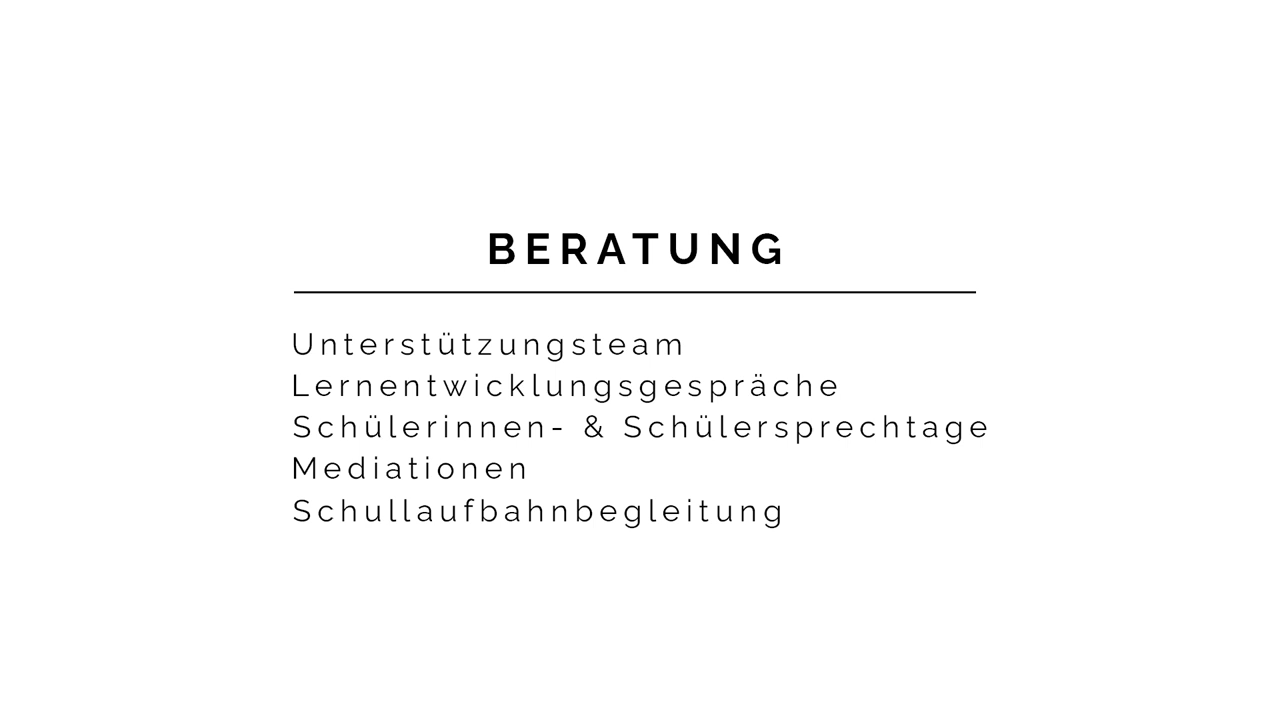 BERATUNG
Unterstützungsteam
Lernentwicklungsgespräche
Schülerinnen- & Schülersprechtage
Mediationen
Schullaufbahnbegleitung